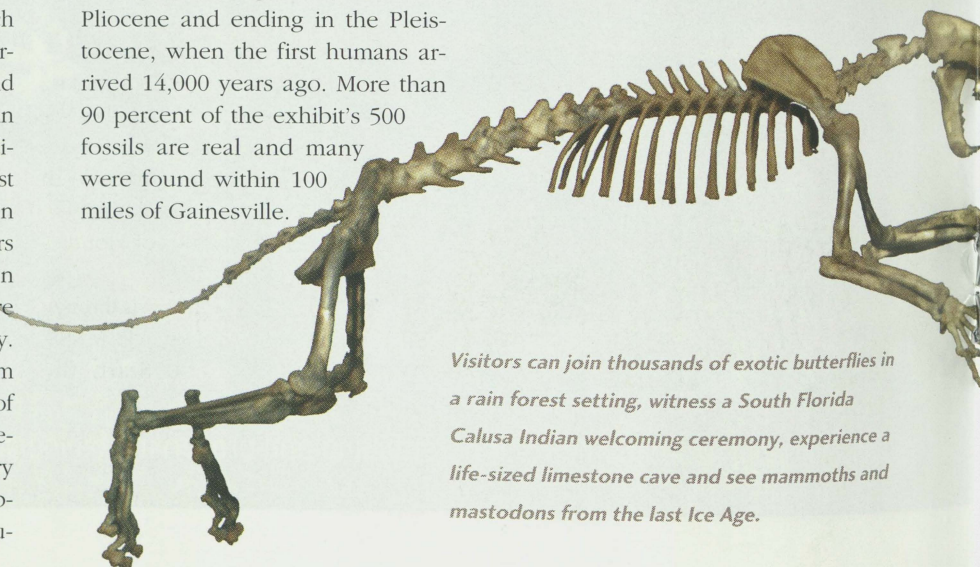 Pliocene and ending in the Pleis-
tocene, when the first humans ar-
rived 14,000 years ago. More than
90 percent of the exhibit's 500
fossils are real and many
were found within 100
miles of Gainesville.
Visitors can join thousands of exotic butterflies in
a rain forest setting, witness a South Florida
Calusa Indian welcoming ceremony, experience a
life-sized limestone cave and see mammoths and
mastodons from the last Ice Age.